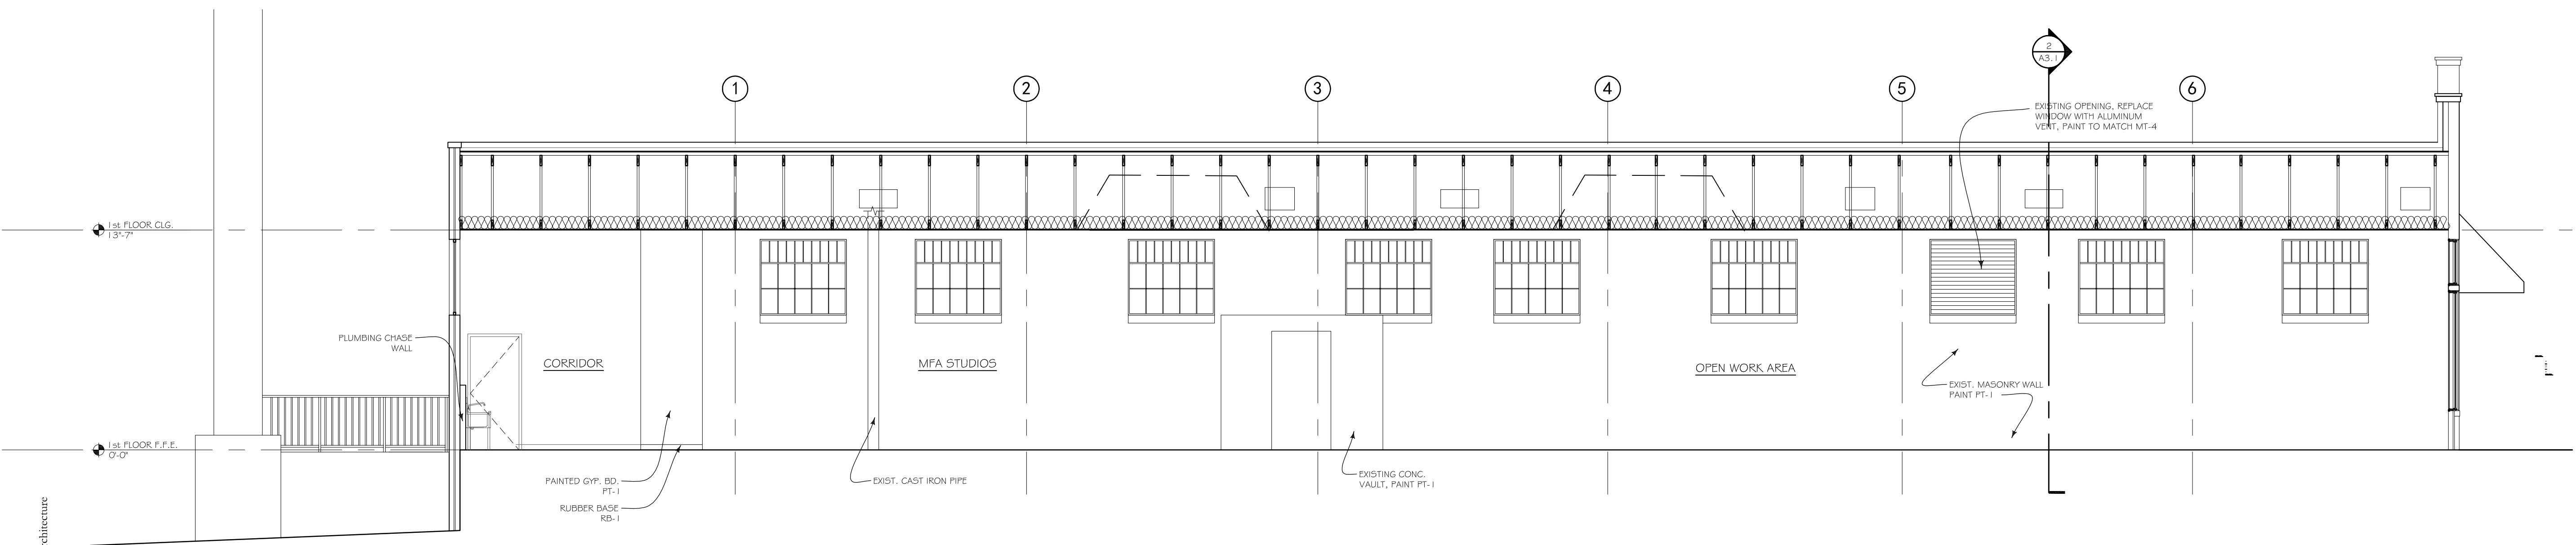 2
A3.1
1
2
3
4
5
6
EXISTING OPENING, REPLACE
WINDOW WITH ALUMINUM
VENT, PAINT TO MATCH MT-4
1st FLOOR CLG.
13'-7"
PLUMBING CHASE
WALL
CORRIDOR
MFA STUDIOS
OPEN WORK AREA
EXIST. MASONRY WALL
PAINT PT-1
1st FLOOR F.F.E.
0'-0"
PAINTED GYP. BD.
PT-1
RUBBER BASE
RB-1
EXIST. CAST IRON PIPE
EXISTING CONC.
VAULT, PAINT PT-1
rchitecture